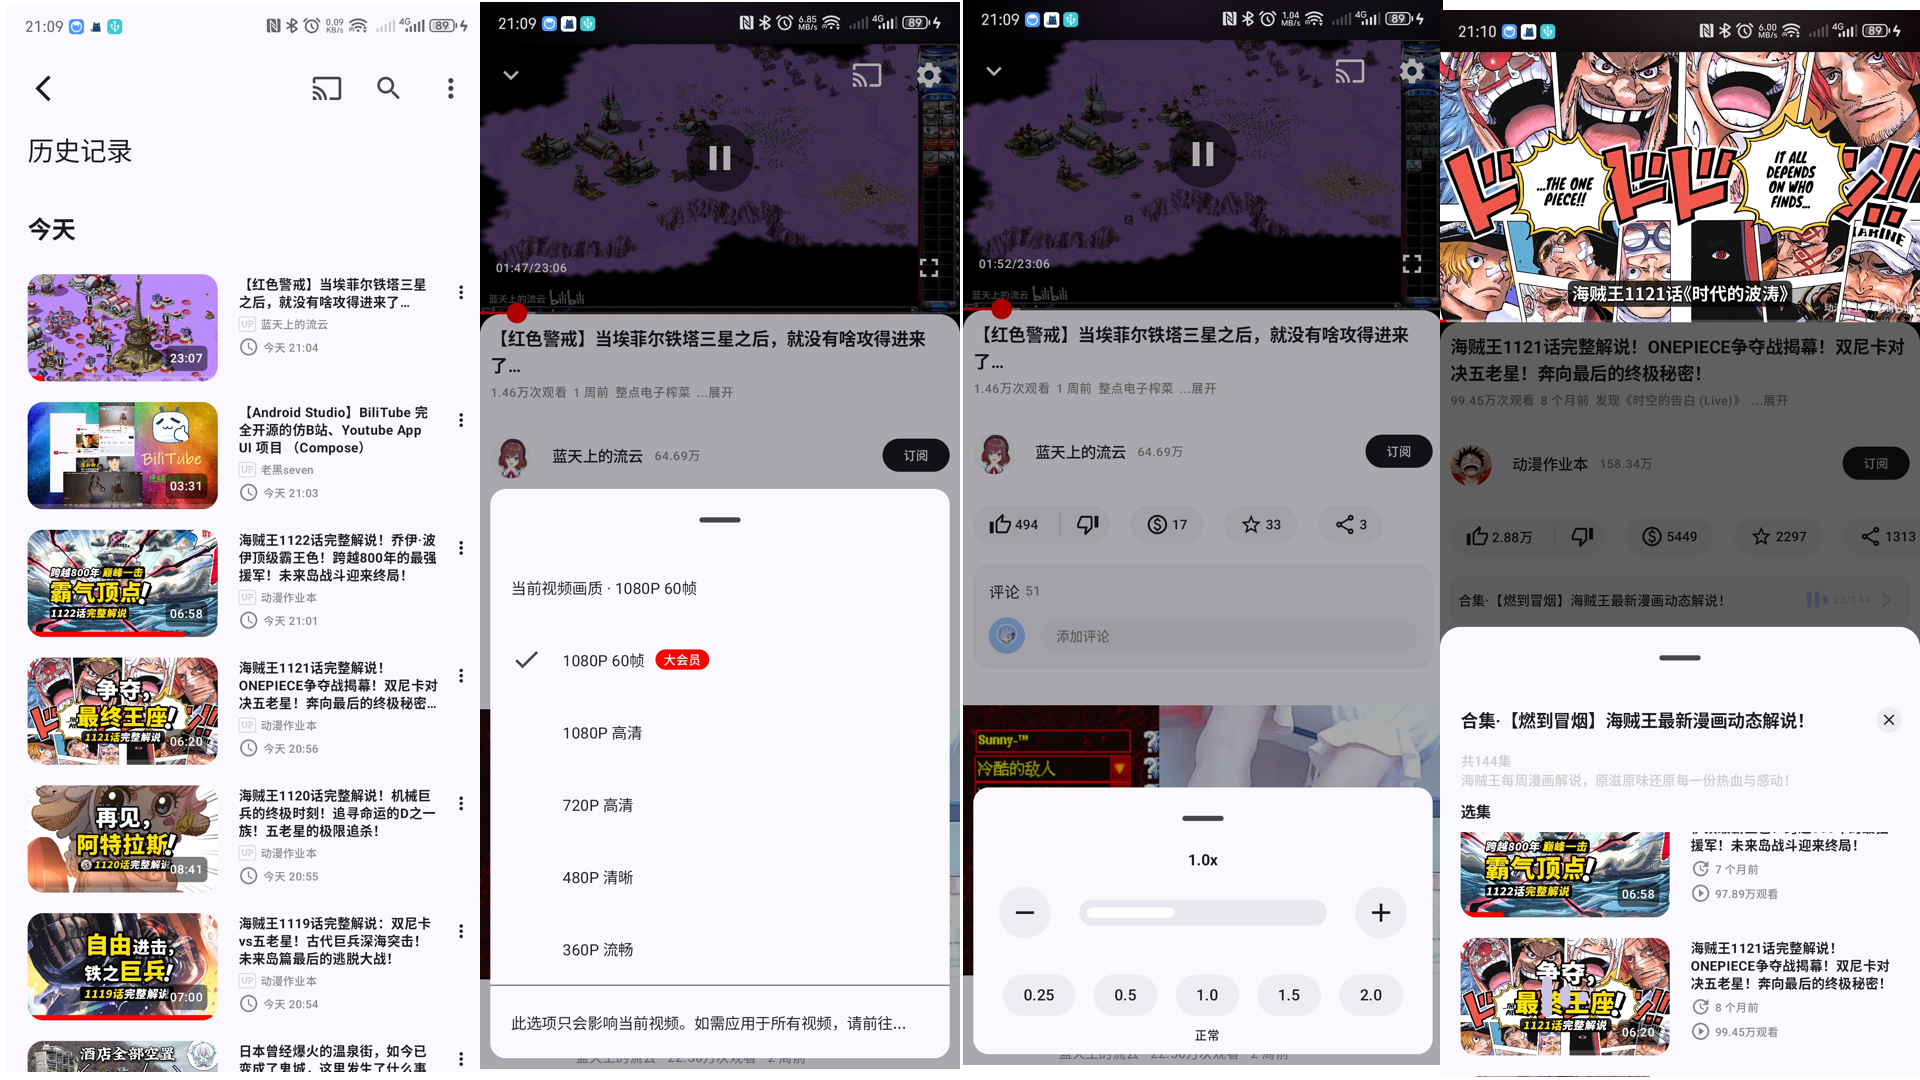 21:09
0.09
KB/s
4G
89
历史记录
今天
23:07
【红色警戒】当埃菲尔铁塔三星
之后，就没有啥攻得进来了...
UP 蓝天上的流云
今天 21:04
BiliTube
03:31
【Android Studio】BiliTube 完
全开源的仿B站、Youtube App
UI 项目 （Compose）
UP 老黑seven
今天 21:03
跨越800年 巅峰一击
霸气顶点!
1122话完整解说
06:58
海贼王1122话完整解说！乔伊·波
伊顶级霸王色！跨越800年的最强
援军！未来岛战斗迎来终局！
UP 动漫作业本
今天 21:01
争夺，
最终王座!
1121话完整解说
06:20
海贼王1121话完整解说！
ONEPIECE争夺战揭幕！双尼卡对
决五老星！奔向最后的终极秘密...
UP 动漫作业本
今天 20:56
再见，
阿特拉斯!
1120话完整解说
08:41
海贼王1120话完整解说！机械巨
兵的终极时刻！追寻命运的D之一
族！五老星的极限追杀！
UP 动漫作业本
今天 20:55
自由进击，
铁之巨兵!
1119话完整解说
07:00
海贼王1119话完整解说：双尼卡
vs五老星！古代巨兵深海突击！
未来岛篇最后的逃脱大战！
UP 动漫作业本
今天 20:54
酒店全部空置
日本曾经爆火的温泉街，如今已
变成了鬼城，这里发生了什么事
21:09
6.85
MB/s
4G
89
01:47/23:06
蓝天上的流云 bilibili
【红色警戒】当埃菲尔铁塔三星之后，就没有啥攻得进来
了...
1.46万次观看 1 周前 整点电子榨菜 ...展开
蓝天上的流云 64.69万
订阅
当前视频画质 · 1080P 60帧
1080P 60帧 大会员
1080P 高清
720P 高清
480P 清晰
360P 流畅
此选项只会影响当前视频。如需应用于所有视频，请前往...
蓝天上的流云 22.56万次观看 2 周前
21:09
1.04
MB/s
4G
89
01:52/23:06
蓝天上的流云 bilibili
【红色警戒】当埃菲尔铁塔三星之后，就没有啥攻得进来
了...
1.46万次观看 1 周前 整点电子榨菜 ...展开
蓝天上的流云 64.69万
订阅
494
17
33
3
评论 51
添加评论
Sunny-™
冷酷的敌人
1.0x
0.25
0.5
1.0
1.5
2.0
正常
蓝天上的流云 22.56万次观看 2 周前
21:10
6.00
MB/s
4G
89
...THE ONE
PIECE!!
IT ALL
DEPENDS
ON WHO
FINDS...
ドドド!!
MARINE
海贼王1121话《时代的波涛》
海贼王1121话完整解说！ONEPIECE争夺战揭幕！双尼卡对
决五老星！奔向最后的终极秘密！
99.45万次观看 8 个月前 发现《时空的告白 (Live)》 ...展开
动漫作业本 158.34万
订阅
2.88万
5449
2297
1313
合集·【燃到冒烟】海贼王最新漫画动态解说！
23/144
合集·【燃到冒烟】海贼王最新漫画动态解说！
共144集
海贼王每周漫画解说，原滋原味还原每一份热血与感动！
选集
跨越800年 巅峰一击
霸气顶点!
1122话完整解说
06:58
援军！未来岛战斗迎来终局！
7 个月前
97.89万观看
争夺，
最终王座!
1121话完整解说
06:20
海贼王1121话完整解说！
ONEPIECE争夺战揭幕！双尼卡对
决五老星！奔向最后的终极秘密！
8 个月前
99.45万观看